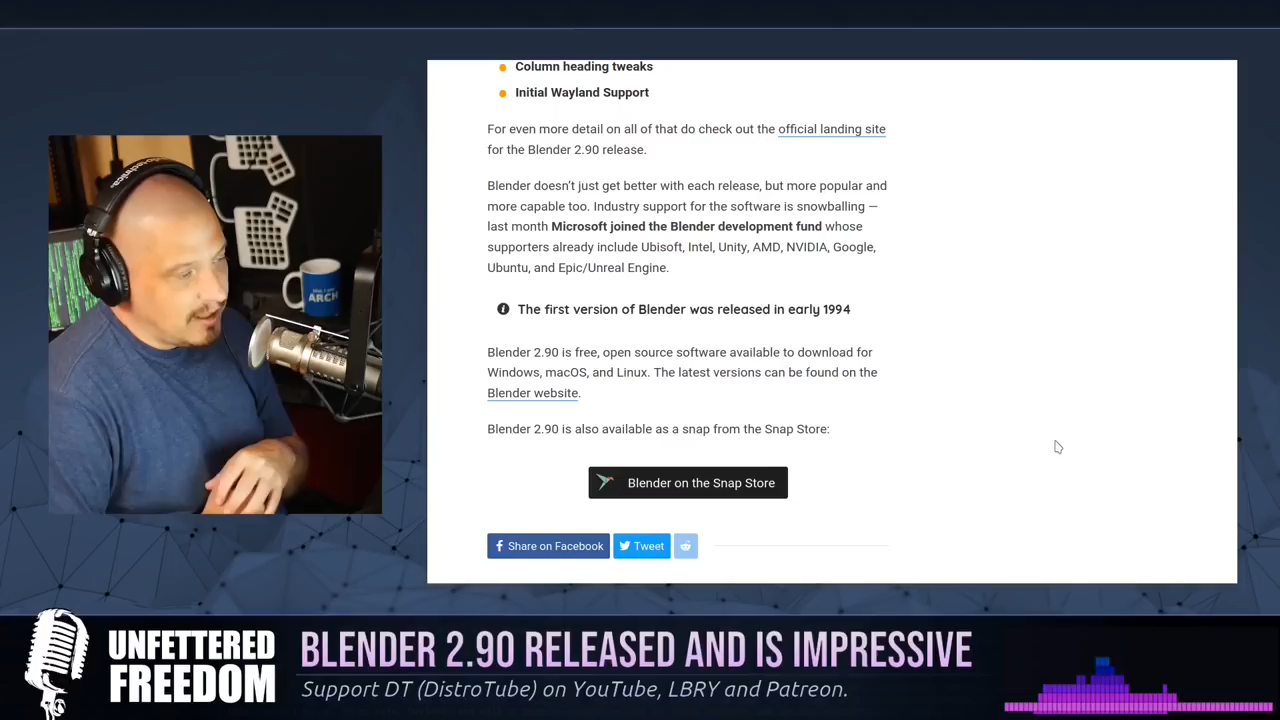 Column heading tweaks
Initial Wayland Support
For even more detail on all of that do check out the official landing site
for the Blender 2.90 release.
Blender doesn’t just get better with each release, but more popular and
more capable too. Industry support for the software is snowballing —
last month Microsoft joined the Blender development fund whose
supporters already include Ubisoft, Intel, Unity, AMD, NVIDIA, Google,
Ubuntu, and Epic/Unreal Engine.
The first version of Blender was released in early 1994
Blender 2.90 is free, open source software available to download for
Windows, macOS, and Linux. The latest versions can be found on the
Blender website.
Blender 2.90 is also available as a snap from the Snap Store:
Blender on the Snap Store
Share on Facebook
Tweet
ARCH
UNFETTERED
FREEDOM
BLENDER 2.90 RELEASED AND IS IMPRESSIVE
Support DT (DistroTube) on YouTube, LBRY and Patreon.